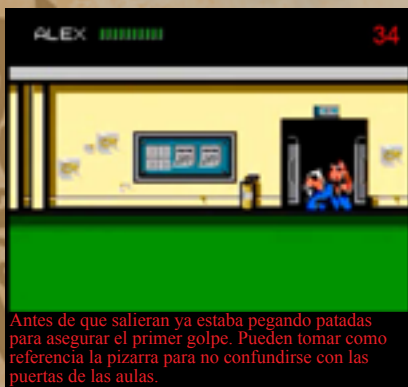 ALEX
34
Antes de que salieran ya estaba pegando patadas
para asegurar el primer golpe. Pueden tomar como
referencia la pizarra para no confundirse con las
puertas de las aulas.